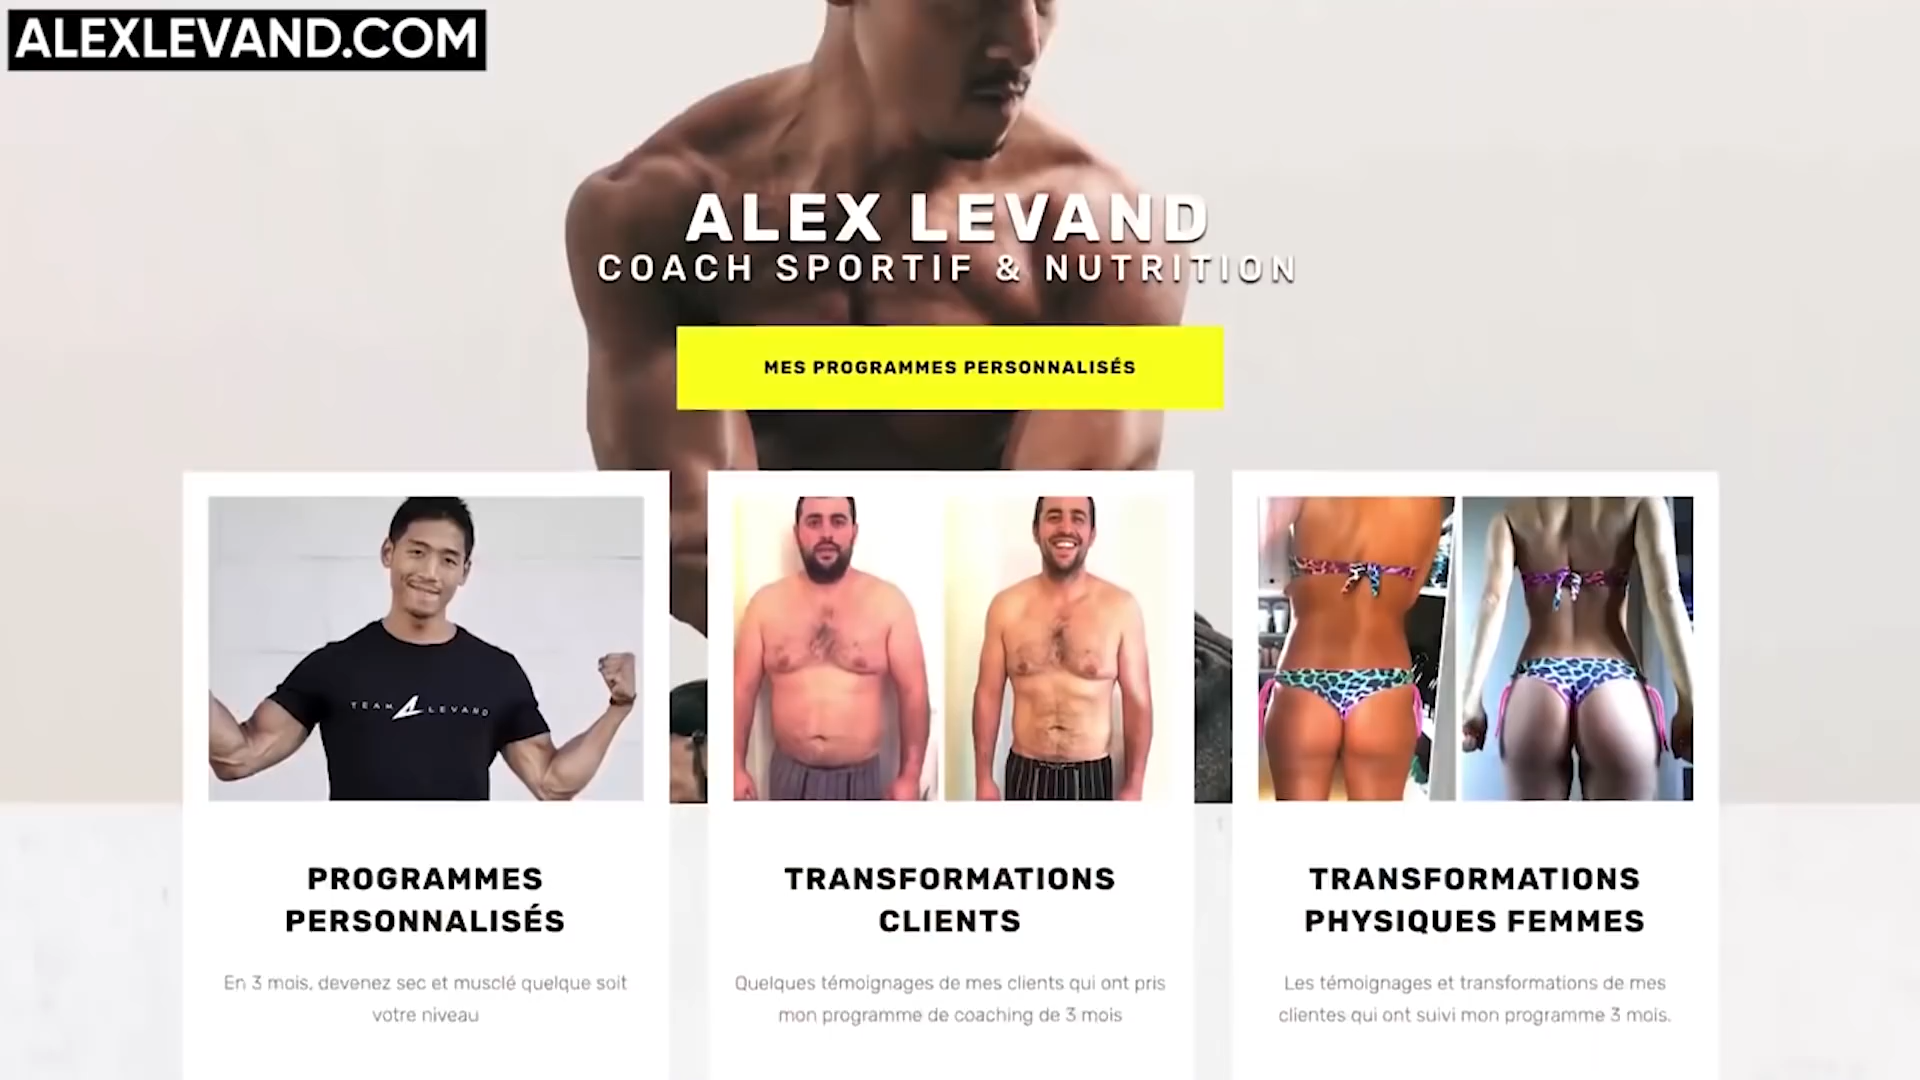 ALEXLEVAND.COM
ALEX LEVAND
COACH SPORTIF & NUTRITION
MES PROGRAMMES PERSONNALISÉS
TEAM LEVAND
PROGRAMMES
PERSONNALISÉS
En 3 mois, devenez sec et musclé quelque soit
votre niveau
TRANSFORMATIONS
CLIENTS
Quelques témoignages de mes clients qui ont pris
mon programme de coaching de 3 mois
TRANSFORMATIONS
PHYSIQUES FEMMES
Les témoignages et transformations de mes
clientes qui ont suivi mon programme 3 mois.